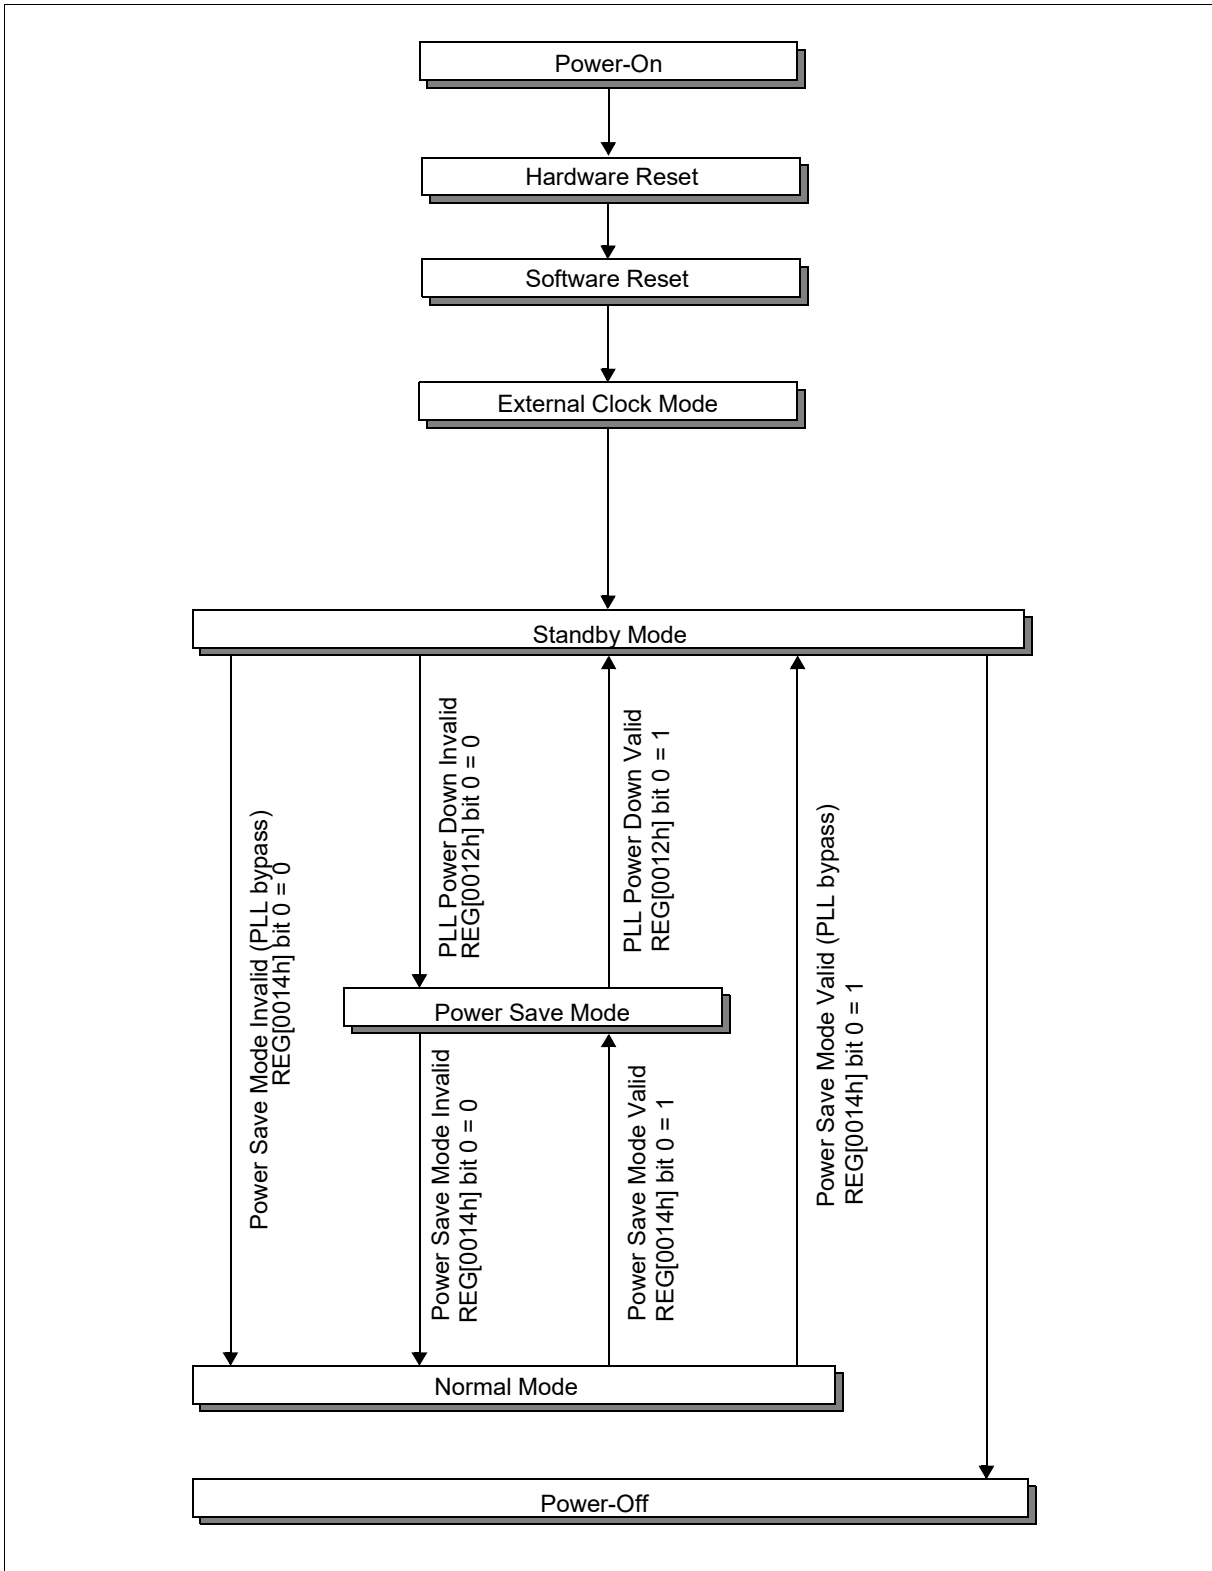 Power-On
Hardware Reset
Software Reset
External Clock Mode
Standby Mode
Power Save Mode Invalid (PLL bypass)
REG[0014h] bit 0 = 0
PLL Power Down Invalid
REG[0012h] bit 0 = 0
PLL Power Down Valid
REG[0012h] bit 0 = 1
Power Save Mode Valid (PLL bypass)
REG[0014h] bit 0 = 1
Power Save Mode
Power Save Mode Invalid
REG[0014h] bit 0 = 0
Power Save Mode Valid
REG[0014h] bit 0 = 1
Normal Mode
Power-Off